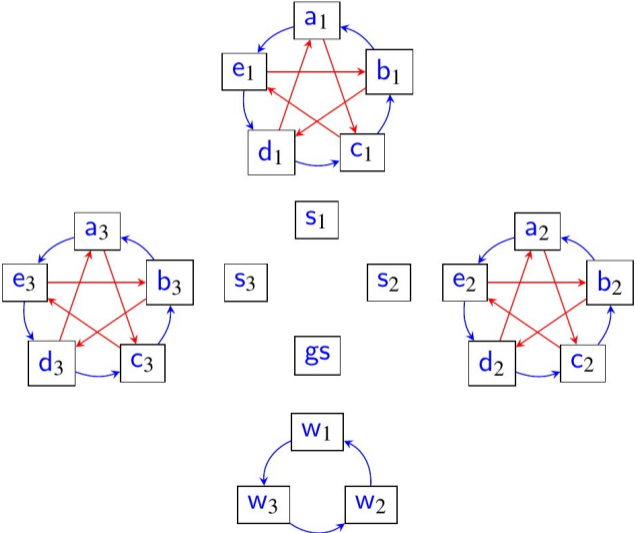 a₁
e₁ b₁
d₁ c₁
s₁
a₃ a₂
e₃ b₃ s₃ s₂ e₂ b₂
d₃ c₃ gs d₂ c₂
w₁
w₃ w₂